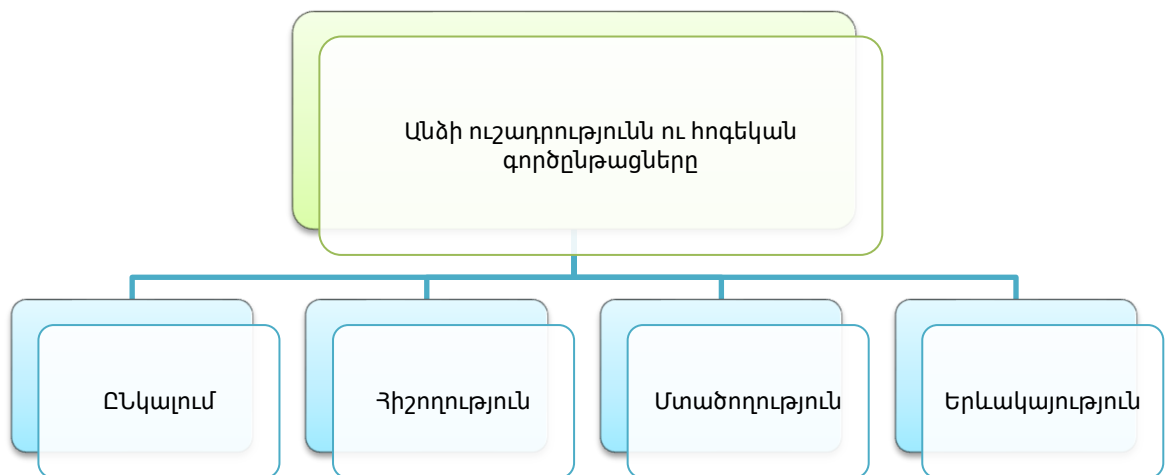 Անձի ուշադրությունն ու հոգեկան
գործընթացները
ԸՆկալում
Հիշողություն
Մտածողություն
Երևակայություն